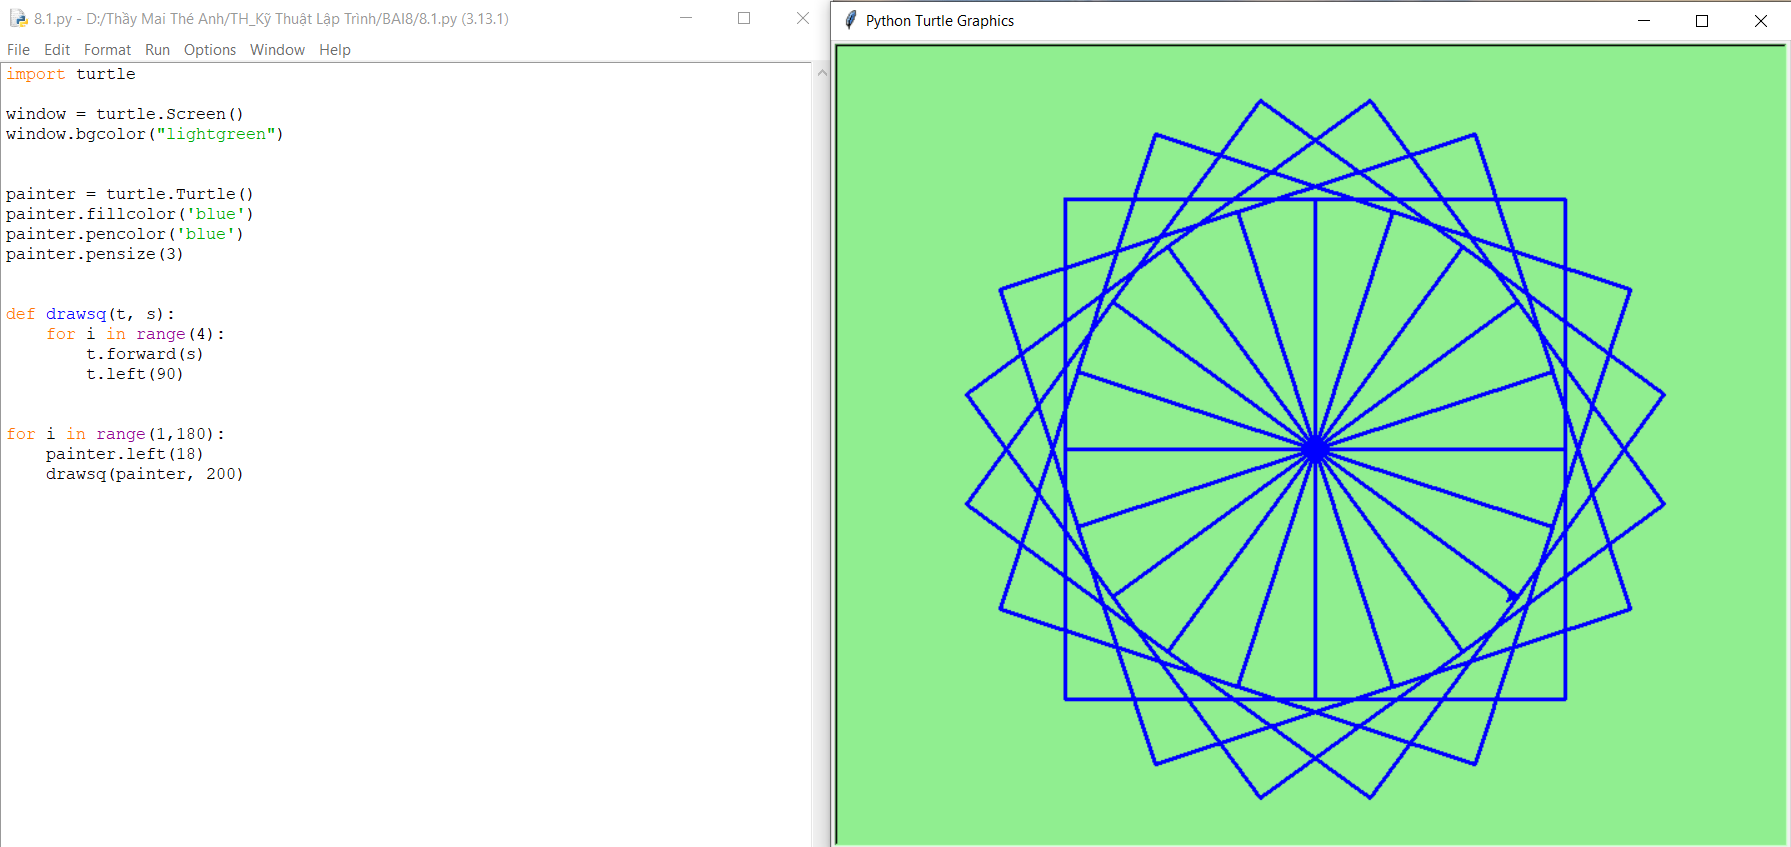 8.1.py - D:/Thầy Mai Thé Anh/TH_Kỹ Thuật Lập Trình/BAI8/8.1.py (3.13.1)
File Edit Format Run Options Window Help
import turtle

window = turtle.Screen()
window.bgcolor("lightgreen")

painter = turtle.Turtle()
painter.fillcolor('blue')
painter.pencolor('blue')
painter.pensize(3)

def drawsq(t, s):
    for i in range(4):
        t.forward(s)
        t.left(90)

for i in range(1,180):
    painter.left(18)
    drawsq(painter, 200)
Python Turtle Graphics